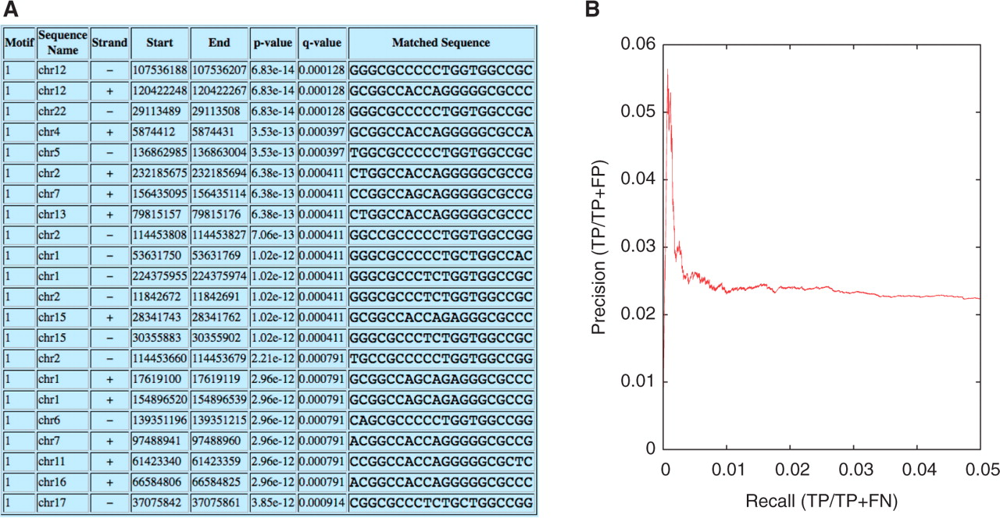 A
Motif Sequence Name Strand Start End p-value q-value Matched Sequence
1 chr12 − 107536188 107536207 6.83e-14 0.000128 GGGCGCCCCCTGGTGGCCGC
1 chr12 + 120422248 120422267 6.83e-14 0.000128 GCGGCCACCAGGGGGCGCCC
1 chr22 − 29113489 29113508 6.83e-14 0.000128 GGGCGCCCCCTGGTGGCCGC
1 chr4 + 5874412 5874431 3.53e-13 0.000397 GCGGCCACCAGGGGGCGCCA
1 chr5 − 136862985 136863004 3.53e-13 0.000397 TGGCGCCCCCTGGTGGCCGC
1 chr2 + 232185675 232185694 6.38e-13 0.000411 CTGGCCACCAGGGGGCGCCG
1 chr7 + 156435095 156435114 6.38e-13 0.000411 CCGGCCAGCAGGGGGCGCCG
1 chr13 + 79815157 79815176 6.38e-13 0.000411 CTGGCCACCAGGGGGCGCCC
1 chr2 − 114453808 114453827 7.06e-13 0.000411 GGCCGCCCCCTGGTGGCCGG
1 chr1 − 53631750 53631769 1.02e-12 0.000411 GGGCGCCCCCTGCTGGCCAC
1 chr1 − 224375955 224375974 1.02e-12 0.000411 GGGCGCCCTCTGGTGGCCGC
1 chr2 − 11842672 11842691 1.02e-12 0.000411 GGGCGCCCTCTGGTGGCCGC
1 chr15 + 28341743 28341762 1.02e-12 0.000411 GCGGCCACCAGAGGGCGCCC
1 chr15 − 30355883 30355902 1.02e-12 0.000411 GGGCGCCCTCTGGTGGCCGC
1 chr2 − 114453660 114453679 2.21e-12 0.000791 TGCCGCCCCCTGGTGGCCGG
1 chr1 + 17619100 17619119 2.96e-12 0.000791 GCGGCCAGCAGAGGGCGCCC
1 chr1 + 154896520 154896539 2.96e-12 0.000791 GCGGCCAGCAGAGGGCGCCG
1 chr6 − 139351196 139351215 2.96e-12 0.000791 CAGCGCCCCCTGGTGGCCGG
1 chr7 + 97488941 97488960 2.96e-12 0.000791 ACGGCCACCAGGGGGCGCCG
1 chr11 + 61423340 61423359 2.96e-12 0.000791 CCGGCCACCAGGGGGCGCTC
1 chr16 + 66584806 66584825 2.96e-12 0.000791 ACGGCCACCAGGGGGCGCCC
1 chr17 − 37075842 37075861 3.85e-12 0.000914 CGGCGCCCTCTGCTGGCCGG
B
Precision (TP/TP+FP)
0.06
0.05
0.04
0.03
0.02
0.01
0
0 0.01 0.02 0.03 0.04 0.05
Recall (TP/TP+FN)